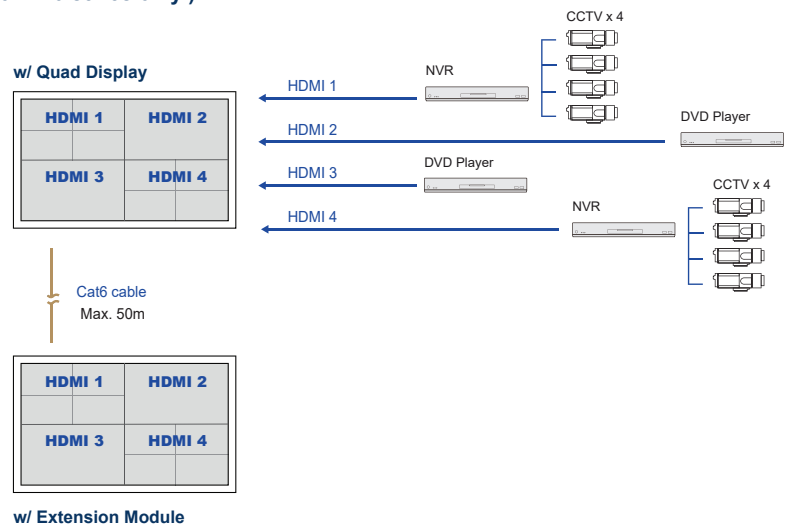 CCTV x 4
w/ Quad Display
NVR
HDMI 1
HDMI 1
HDMI 2
HDMI 2
DVD Player
HDMI 3
HDMI 4
HDMI 3
DVD Player
CCTV x 4
HDMI 4
NVR
Cat6 cable
Max. 50m
HDMI 1
HDMI 2
HDMI 3
HDMI 4
w/ Extension Module